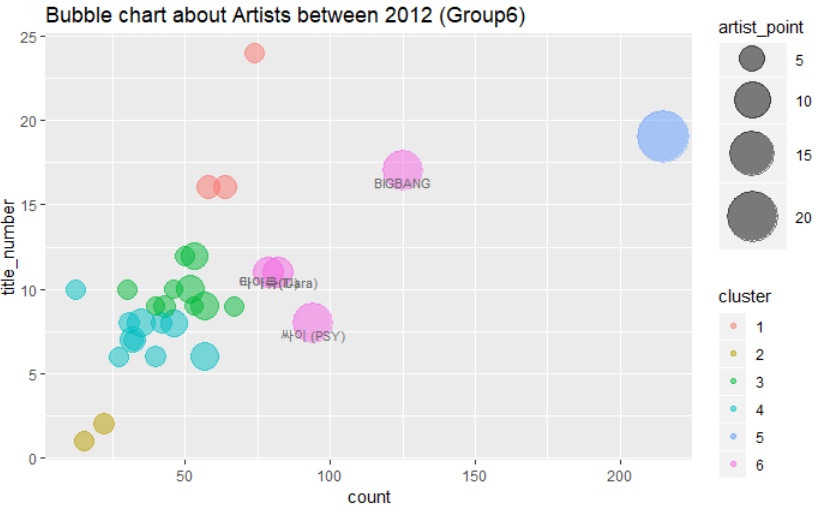 Bubble chart about Artists between 2012 (Group6)
title_number
25
20
15
10
5
0
50
100
150
200
count
BIGBANG
싸이 (PSY)
artist_point
5
10
15
20
cluster
1
2
3
4
5
6